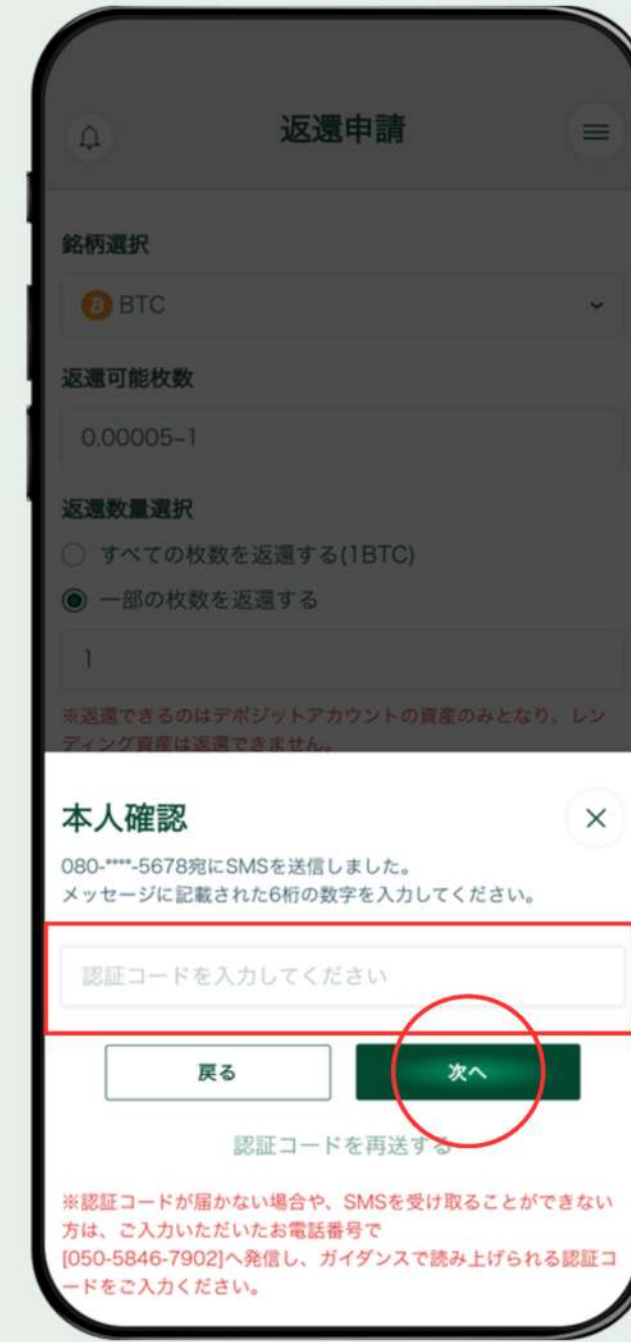 返還申請
銘柄選択
BTC
返還可能枚数
0.00005~1
返還数量選択
すべての枚数を返還する(1BTC)
一部の枚数を返還する
1
※返還できるのはデポジットアカウントの資産のみとなり、レン
ディング資産は返還できません。
本人確認
080-****-5678宛にSMSを送信しました。
メッセージに記載された6桁の数字を入力してください。
認証コードを入力してください
戻る
次へ
認証コードを再送する
※認証コードが届かない場合や、SMSを受け取ることができない
方は、ご入力いただいたお電話番号で
[050-5846-7902]へ発信し、ガイダンスで読み上げられる認証コ
ードをご入力ください。